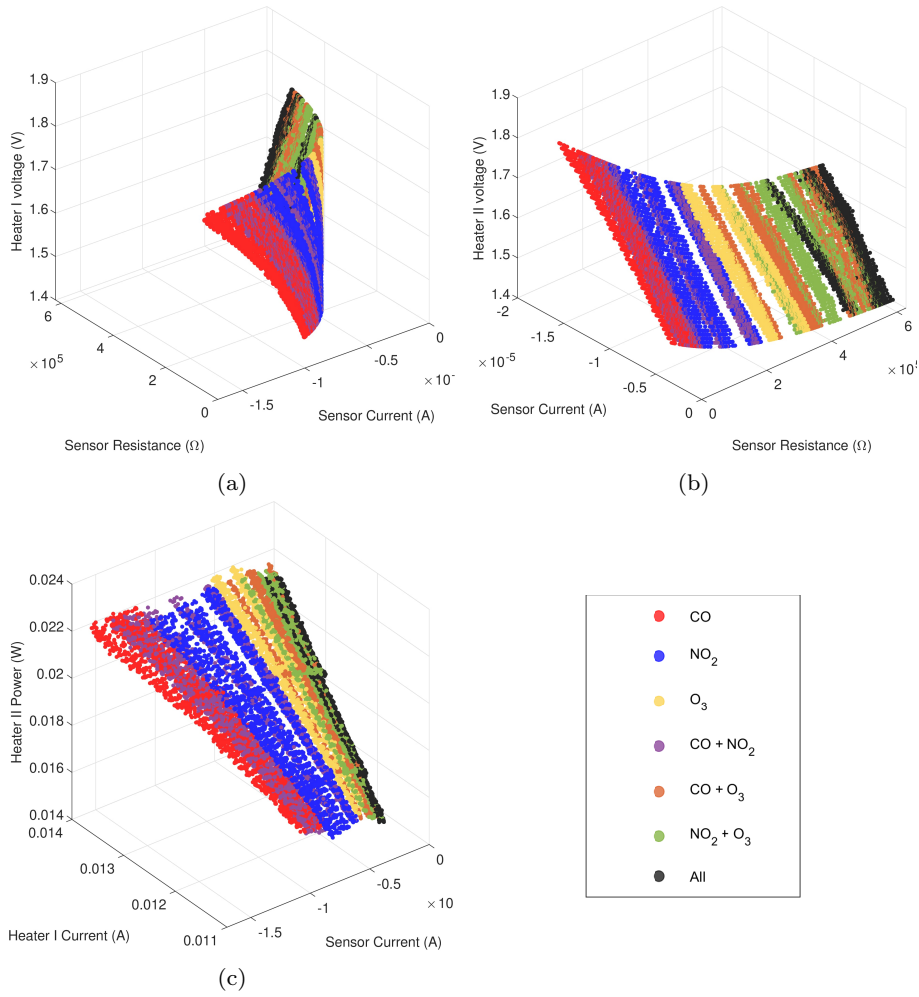 1.9
1.8
1.7
1.6
1.5
1.4
Heater I voltage (V)
6
4
2
0
×10⁵
Sensor Resistance (Ω)
-1.5
-1
-0.5
0
×10⁻
Sensor Current (A)
(a)
1.9
1.8
1.7
1.6
1.5
1.4
Heater II voltage (V)
-2
-1.5
-1
-0.5
0
×10⁻⁵
Sensor Current (A)
0
2
4
6
×10⁵
Sensor Resistance (Ω)
(b)
0.024
0.022
0.02
0.018
0.016
0.014
Heater II Power (W)
0.014
0.013
0.012
0.011
Heater I Current (A)
-1.5
-1
-0.5
0
×10
Sensor Current (A)
(c)
CO
NO₂
O₃
CO + NO₂
CO + O₃
NO₂ + O₃
All